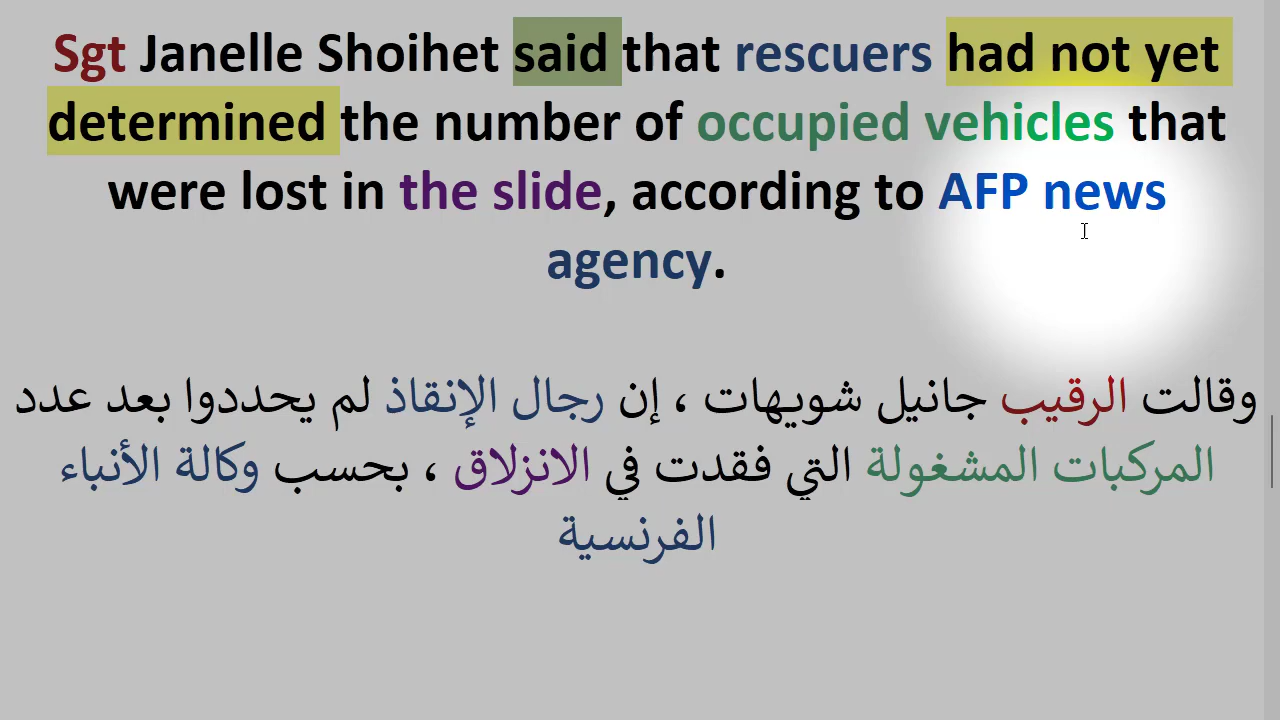 Sgt Janelle Shoihet said that rescuers had not yet
determined the number of occupied vehicles that
were lost in the slide, according to AFP news
agency.
وقالت الرقيب جانيل شويهات ، إن رجال الإنقاذ لم يحددوا بعد عدد
المركبات المشغولة التي فقدت في الانزلاق ، بحسب وكالة الأنباء
الفرنسية